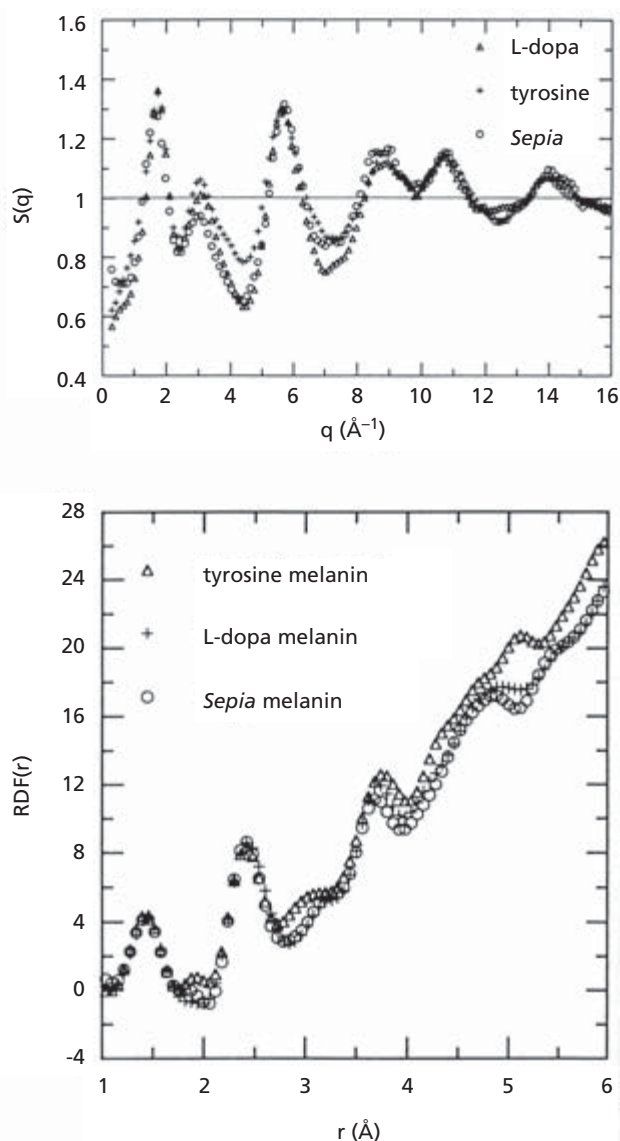 1.6
1.4
1.2
1
0.8
0.6
0.4
S(q)
L-dopa
tyrosine
Sepia
0 2 4 6 8 10 12 14 16
q (Å⁻¹)
28
24
20
16
12
8
4
0
-4
RDF(r)
tyrosine melanin
L-dopa melanin
Sepia melanin
1 2 3 4 5 6
r (Å)